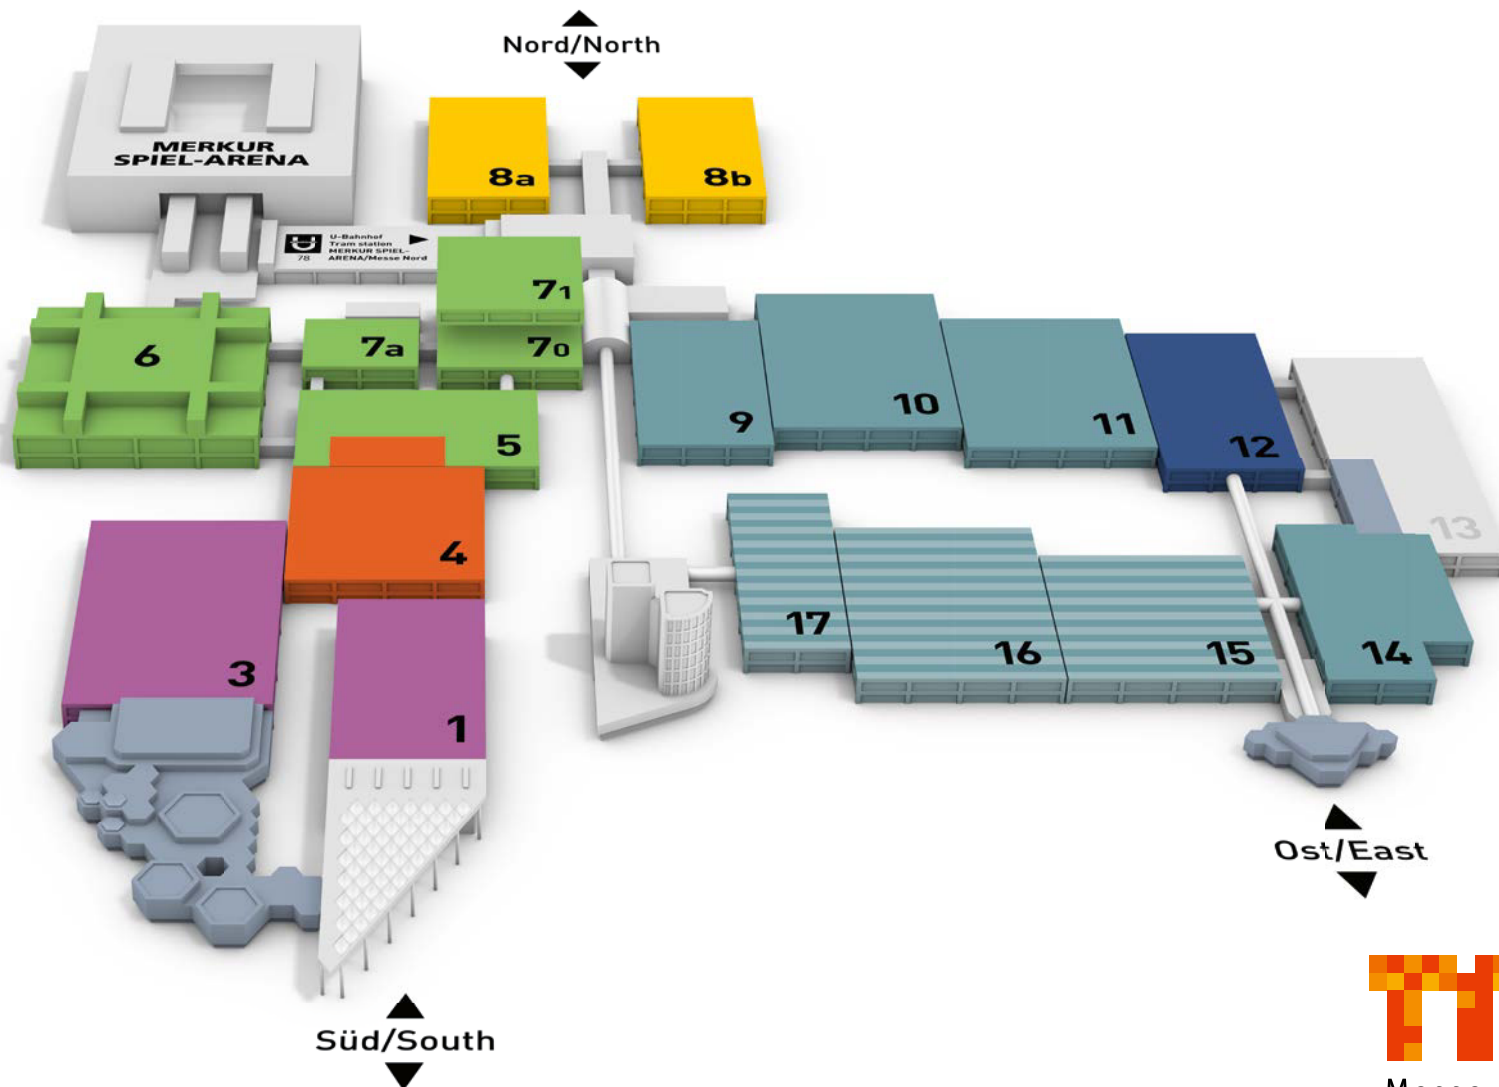 Nord/North
MERKUR
SPIEL-ARENA
8a
8b
U-Bahnhof
Tram station
MERKUR SPIEL-
ARENA/Messe Nord
U
78
71
7a
70
6
5
9
10
11
12
13
4
3
1
17
16
15
14
Ost/East
Süd/South